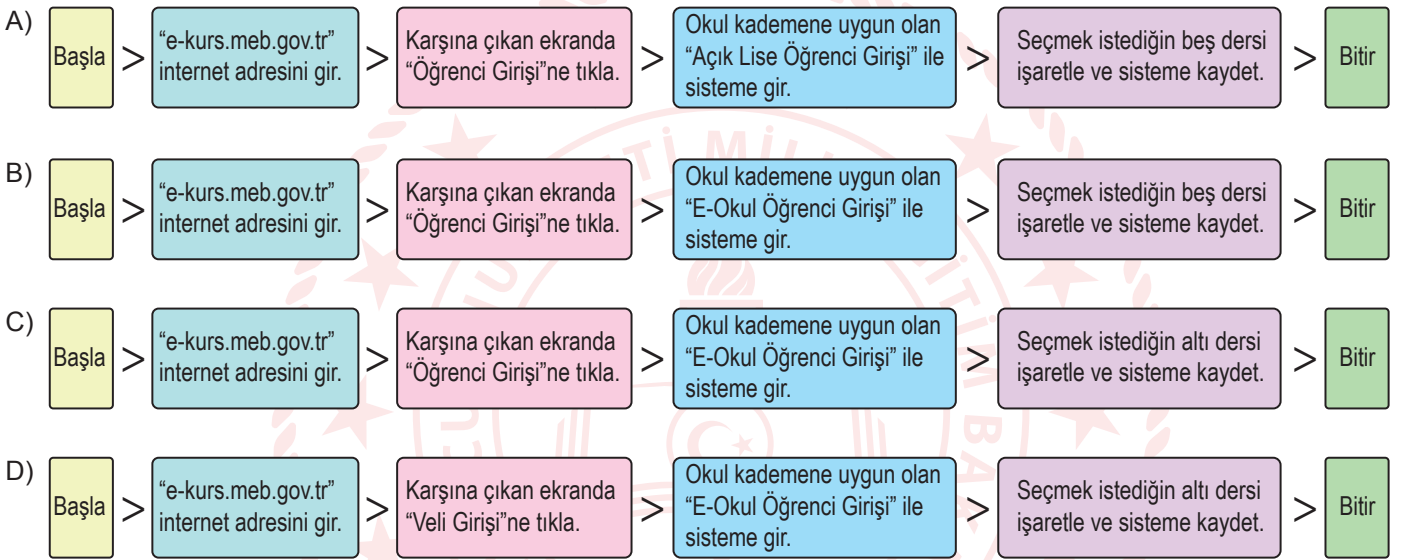 A)
Başla > “e-kurs.meb.gov.tr” > Karşına çıkan ekranda > Okul kademene uygun olan > Seçmek istediğin beş dersi > Bitir
internet adresini gir. “Öğrenci Girişi”ne tıkla. “Açık Lise Öğrenci Girişi” ile işaretle ve sisteme kaydet.
sisteme gir.
B)
Başla > “e-kurs.meb.gov.tr” > Karşına çıkan ekranda > Okul kademene uygun olan > Seçmek istediğin beş dersi > Bitir
internet adresini gir. “Öğrenci Girişi”ne tıkla. “E-Okul Öğrenci Girişi” ile işaretle ve sisteme kaydet.
sisteme gir.
C)
Başla > “e-kurs.meb.gov.tr” > Karşına çıkan ekranda > Okul kademene uygun olan > Seçmek istediğin altı dersi > Bitir
internet adresini gir. “Öğrenci Girişi”ne tıkla. “E-Okul Öğrenci Girişi” ile işaretle ve sisteme kaydet.
sisteme gir.
D)
Başla > “e-kurs.meb.gov.tr” > Karşına çıkan ekranda > Okul kademene uygun olan > Seçmek istediğin altı dersi > Bitir
internet adresini gir. “Veli Girişi”ne tıkla. “E-Okul Öğrenci Girişi” ile işaretle ve sisteme kaydet.
sisteme gir.